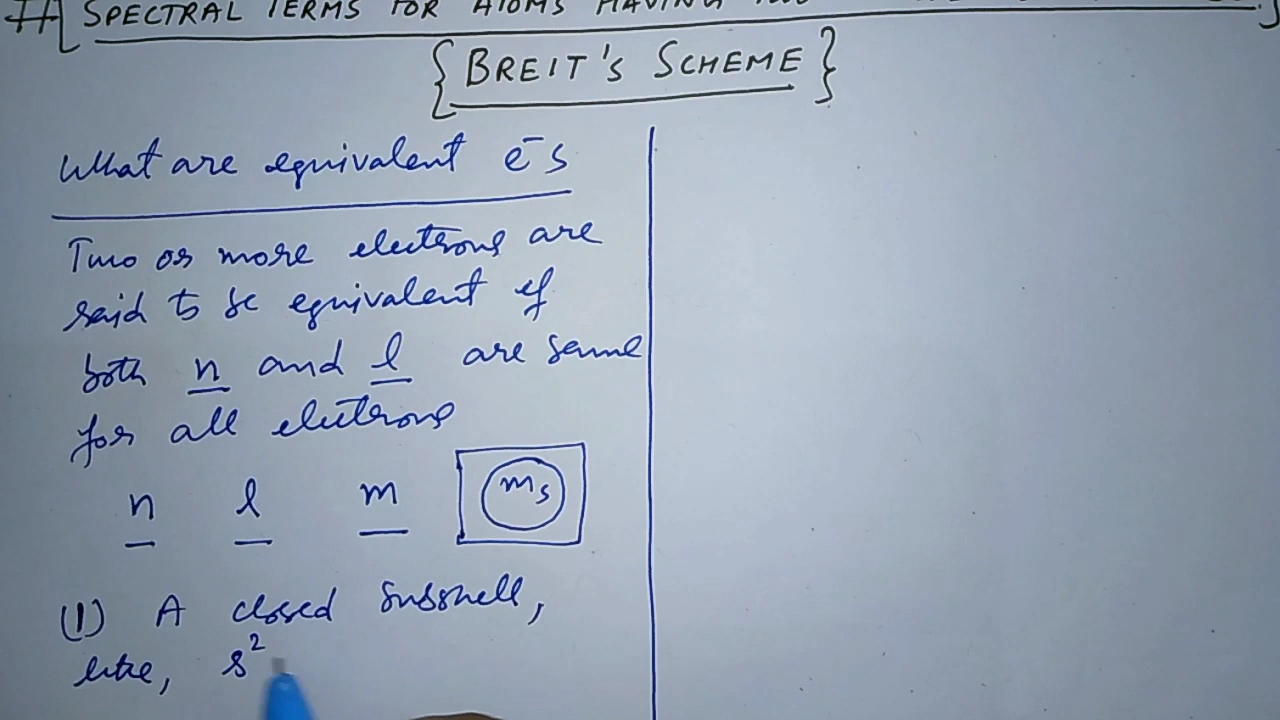 # [ SPECTRAL TERMS FOR ATOMS HAVING
{ BREIT'S SCHEME }
What are equivalent e⁻s
Two or more electrons are
said to be equivalent if
both n and l are same
for all electrons
n l m mₛ
(1) A closed subshell,
like, s²